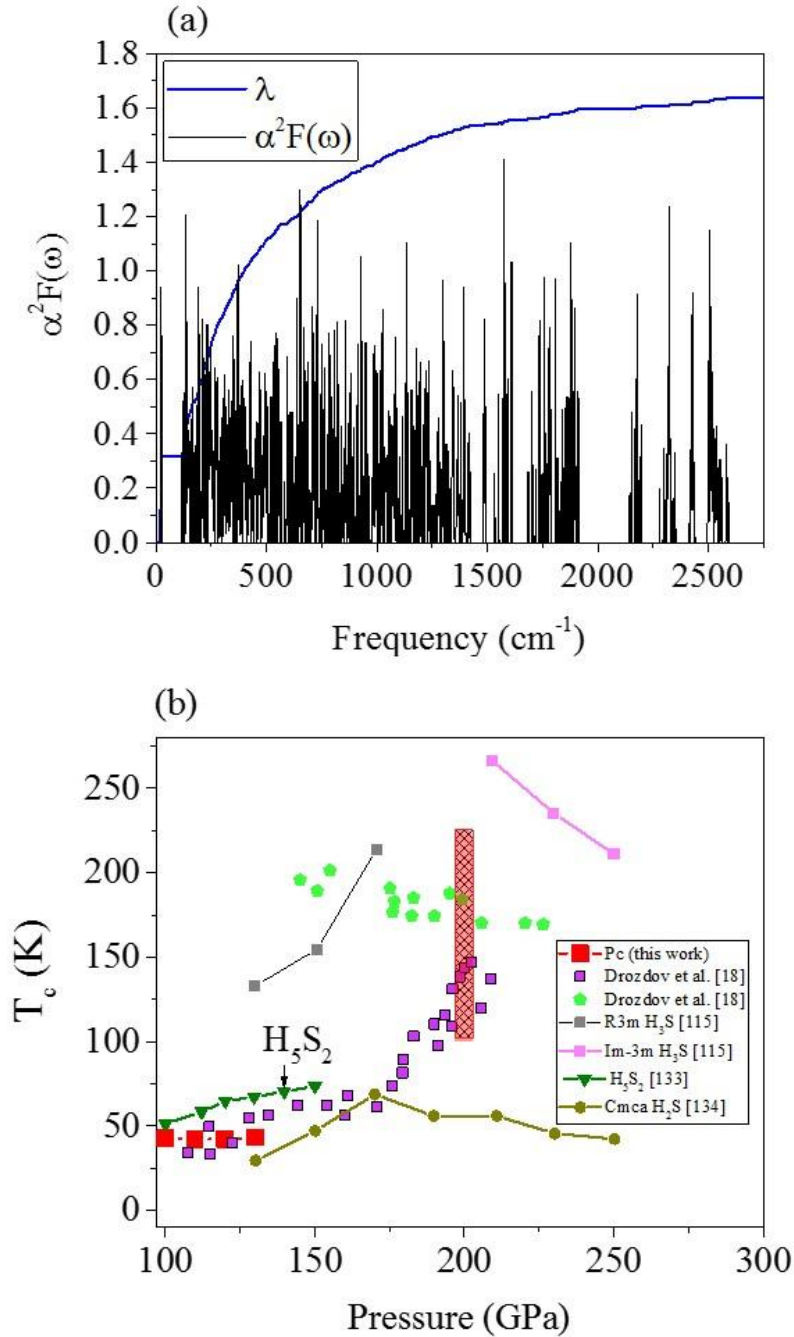 (a)
1.8
1.6
1.4
1.2
1.0
0.8
0.6
0.4
0.2
0.0
λ
α²F(ω)
α²F(ω)
0 500 1000 1500 2000 2500
Frequency (cm⁻¹)
(b)
250
200
150
100
50
0
T_c (K)
H₅S₂
Pc (this work)
Drozdov et al. [18]
Drozdov et al. [18]
R3m H₃S [115]
Im-3m H₃S [115]
H₅S₂ [133]
Cmca H₂S [134]
100 150 200 250 300
Pressure (GPa)